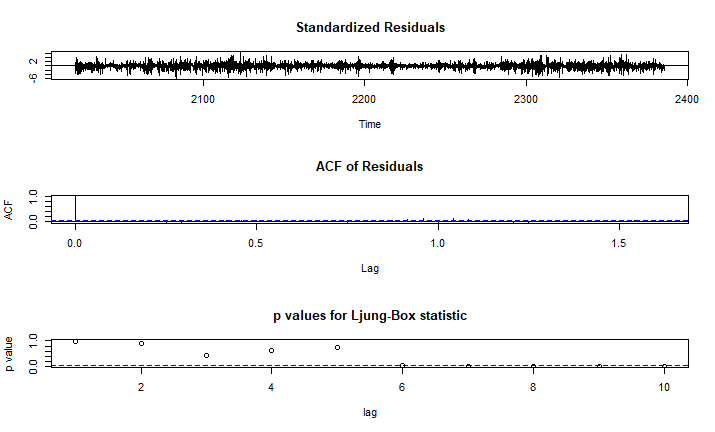 Standardized Residuals
2
-6
2100
2200
2300
2400
Time
ACF of Residuals
ACF
1.0
0.0
0.0
0.5
1.0
1.5
Lag
p values for Ljung-Box statistic
p value
1.0
0.0
2
4
6
8
10
lag